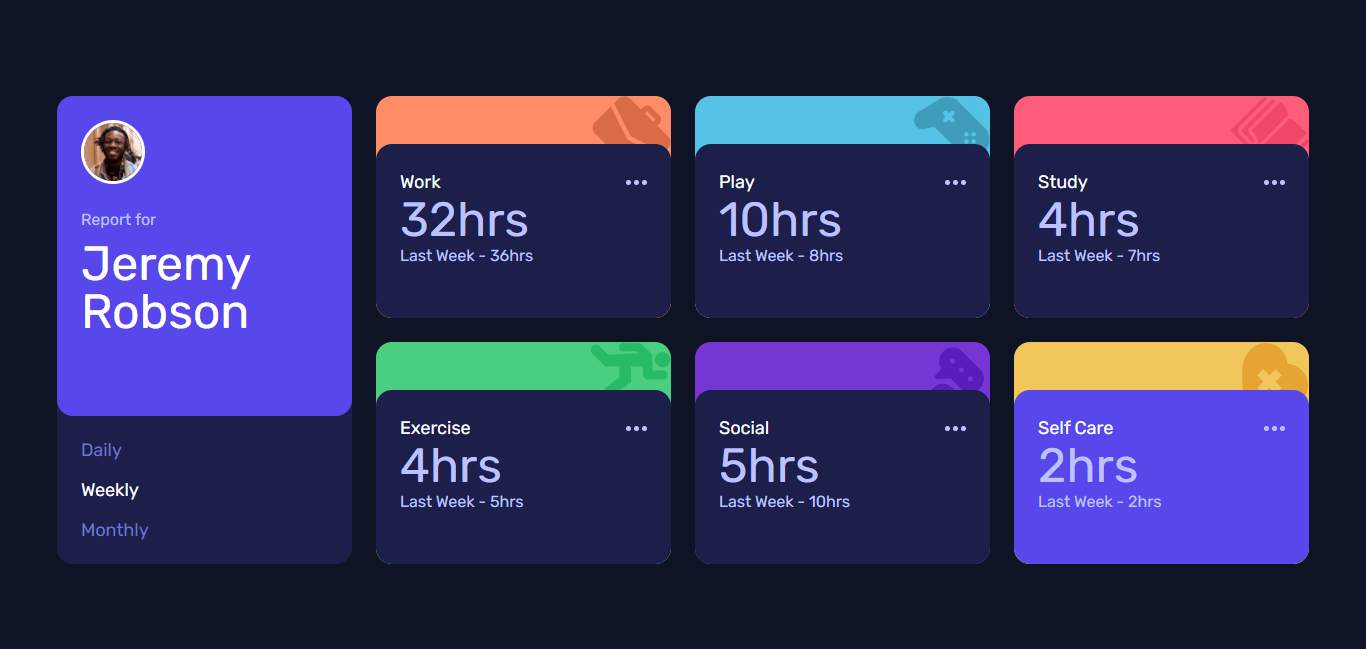 Report for
Jeremy
Robson
Daily
Weekly
Monthly
Work
32hrs
Last Week - 36hrs
Play
10hrs
Last Week - 8hrs
Study
4hrs
Last Week - 7hrs
Exercise
4hrs
Last Week - 5hrs
Social
5hrs
Last Week - 10hrs
Self Care
2hrs
Last Week - 2hrs